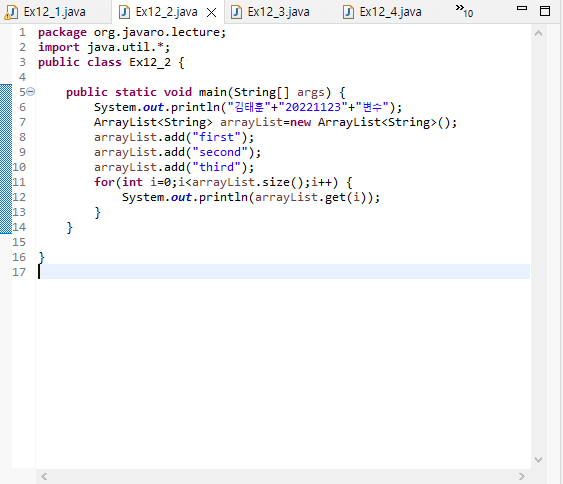 Ex12_1.java Ex12_2.java Ex12_3.java Ex12_4.java 10
1 package org.javaro.lecture;
2 import java.util.*;
3 public class Ex12_2 {
4
5 public static void main(String[] args) {
6 System.out.println("김태훈"+"20221123"+"변수");
7 ArrayList<String> arrayList=new ArrayList<String>();
8 arrayList.add("first");
9 arrayList.add("second");
10 arrayList.add("third");
11 for(int i=0;i<arrayList.size();i++) {
12 System.out.println(arrayList.get(i));
13 }
14 }
15
16 }
17